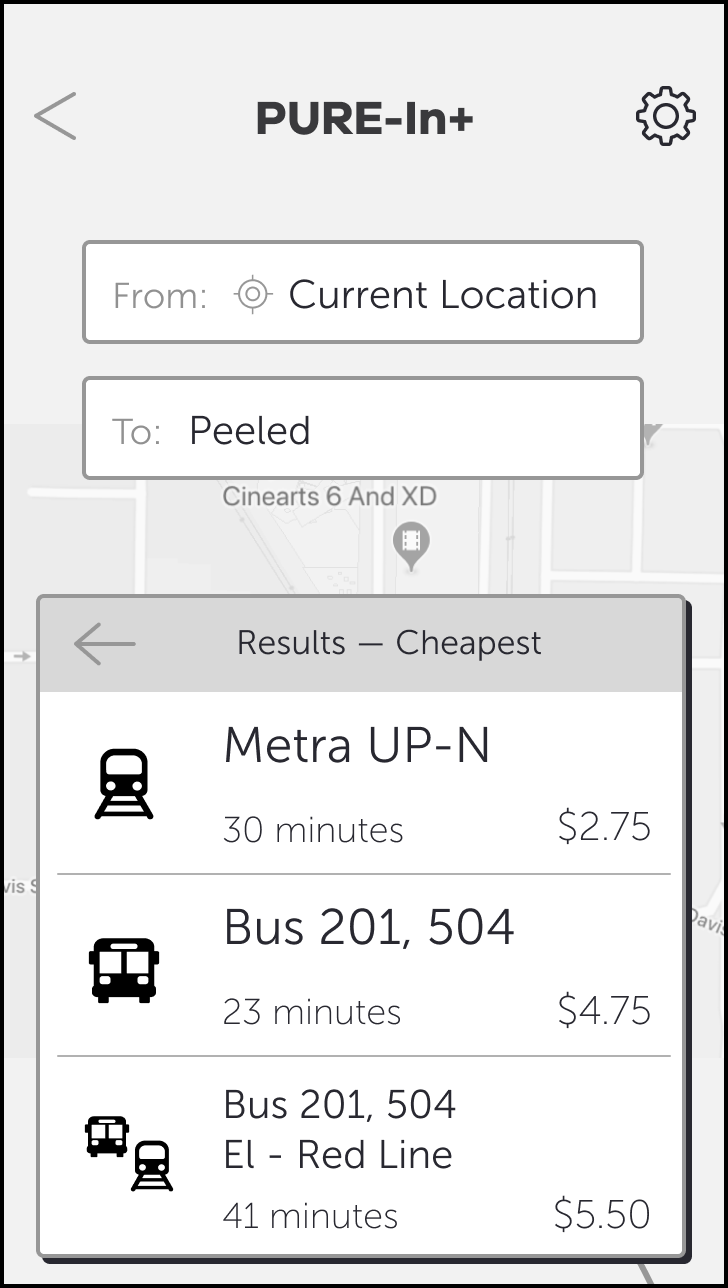 PURE-In+
From: Current Location
To: Peeled
Cinearts 6 And XD
Results — Cheapest
Metra UP-N
30 minutes $2.75
vis S
Davis
Bus 201, 504
23 minutes $4.75
Bus 201, 504
El - Red Line
41 minutes $5.50